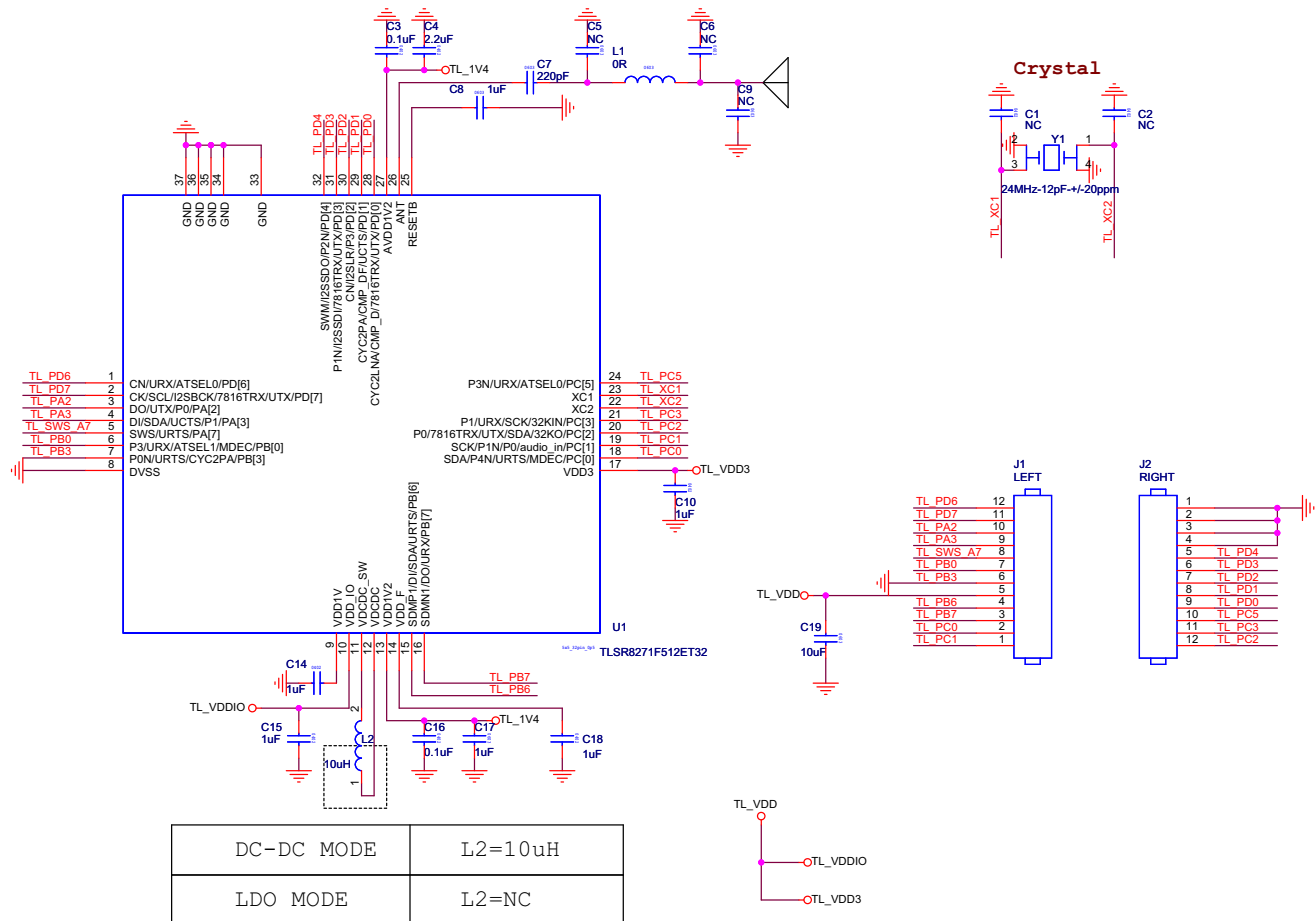 C3
0.1uF
C4
2.2uF
TL_1V4
C5
NC
L1
0R
C6
NC
C7
220pF
C8
1uF
C9
NC
Crystal
C1
NC
C2
NC
Y1
2
3
1
4
24MHz-12pF-+/-20ppm
TL_XC1
TL_XC2
TL_PD4
TL_PD3
TL_PD2
TL_PD1
TL_PD0
37
36
35
34
33
32
31
30
29
28
27
26
25
GND
GND
GND
GND
GND
SWM/I2SSDO/P2N/PD[4]
P1N/I2SSDI/7816TRX/UTX/PD[3]
CN/I2SLR/P3/PD[2]
CYC2PA/CMP_DF/UCTS/PD[1]
CYC2LNA/CMP_D/7816TRX/UTX/PD[0]
AVDD1V2
ANT
RESETB
TL_PD6 1 CN/URX/ATSEL0/PD[6]
TL_PD7 2 CK/SCL/I2SBCK/7816TRX/UTX/PD[7]
TL_PA2 3 DO/UTX/P0/PA[2]
TL_PA3 4 DI/SDA/UCTS/P1/PA[3]
TL_SWS_A7 5 SWS/URTS/PA[7]
TL_PB0 6 P3/URX/ATSEL1/MDEC/PB[0]
TL_PB3 7 P0N/URTS/CYC2PA/PB[3]
8 DVSS
P3N/URX/ATSEL0/PC[5] 24 TL_PC5
XC1 23 TL_XC1
XC2 22 TL_XC2
P1/URX/SCK/32KIN/PC[3] 21 TL_PC3
P0/7816TRX/UTX/SDA/32KO/PC[2] 20 TL_PC2
SCK/P1N/P0/audio_in/PC[1] 19 TL_PC1
SDA/P4N/URTS/MDEC/PC[0] 18 TL_PC0
VDD3 17 TL_VDD3
C10
1uF
VDD1V
VDD_IO
VDCDC_SW
VDCDC
VDD1V2
VDD_F
SDMP1/DI/SDA/URTS/PB[6]
SDMN1/DO/URX/PB[7]
9
10
11
12
13
14
15
16
U1
TLSR8271F512ET32
C14
1uF
TL_PB7
TL_PB6
TL_VDDIO
C15
1uF
2
L2
10uH
1
TL_1V4
C16
0.1uF
C17
1uF
C18
1uF
J1
LEFT
TL_PD6 12
TL_PD7 11
TL_PA2 10
TL_PA3 9
TL_SWS_A7 8
TL_PB0 7
TL_PB3 6
5
TL_PB6 4
TL_PB7 3
TL_PC0 2
TL_PC1 1
TL_VDD
C19
10uF
J2
RIGHT
1
2
3
4
5 TL_PD4
6 TL_PD3
7 TL_PD2
8 TL_PD1
9 TL_PD0
10 TL_PC5
11 TL_PC3
12 TL_PC2
TL_VDD
TL_VDDIO
TL_VDD3
DC-DC MODE L2=10uH
LDO MODE L2=NC